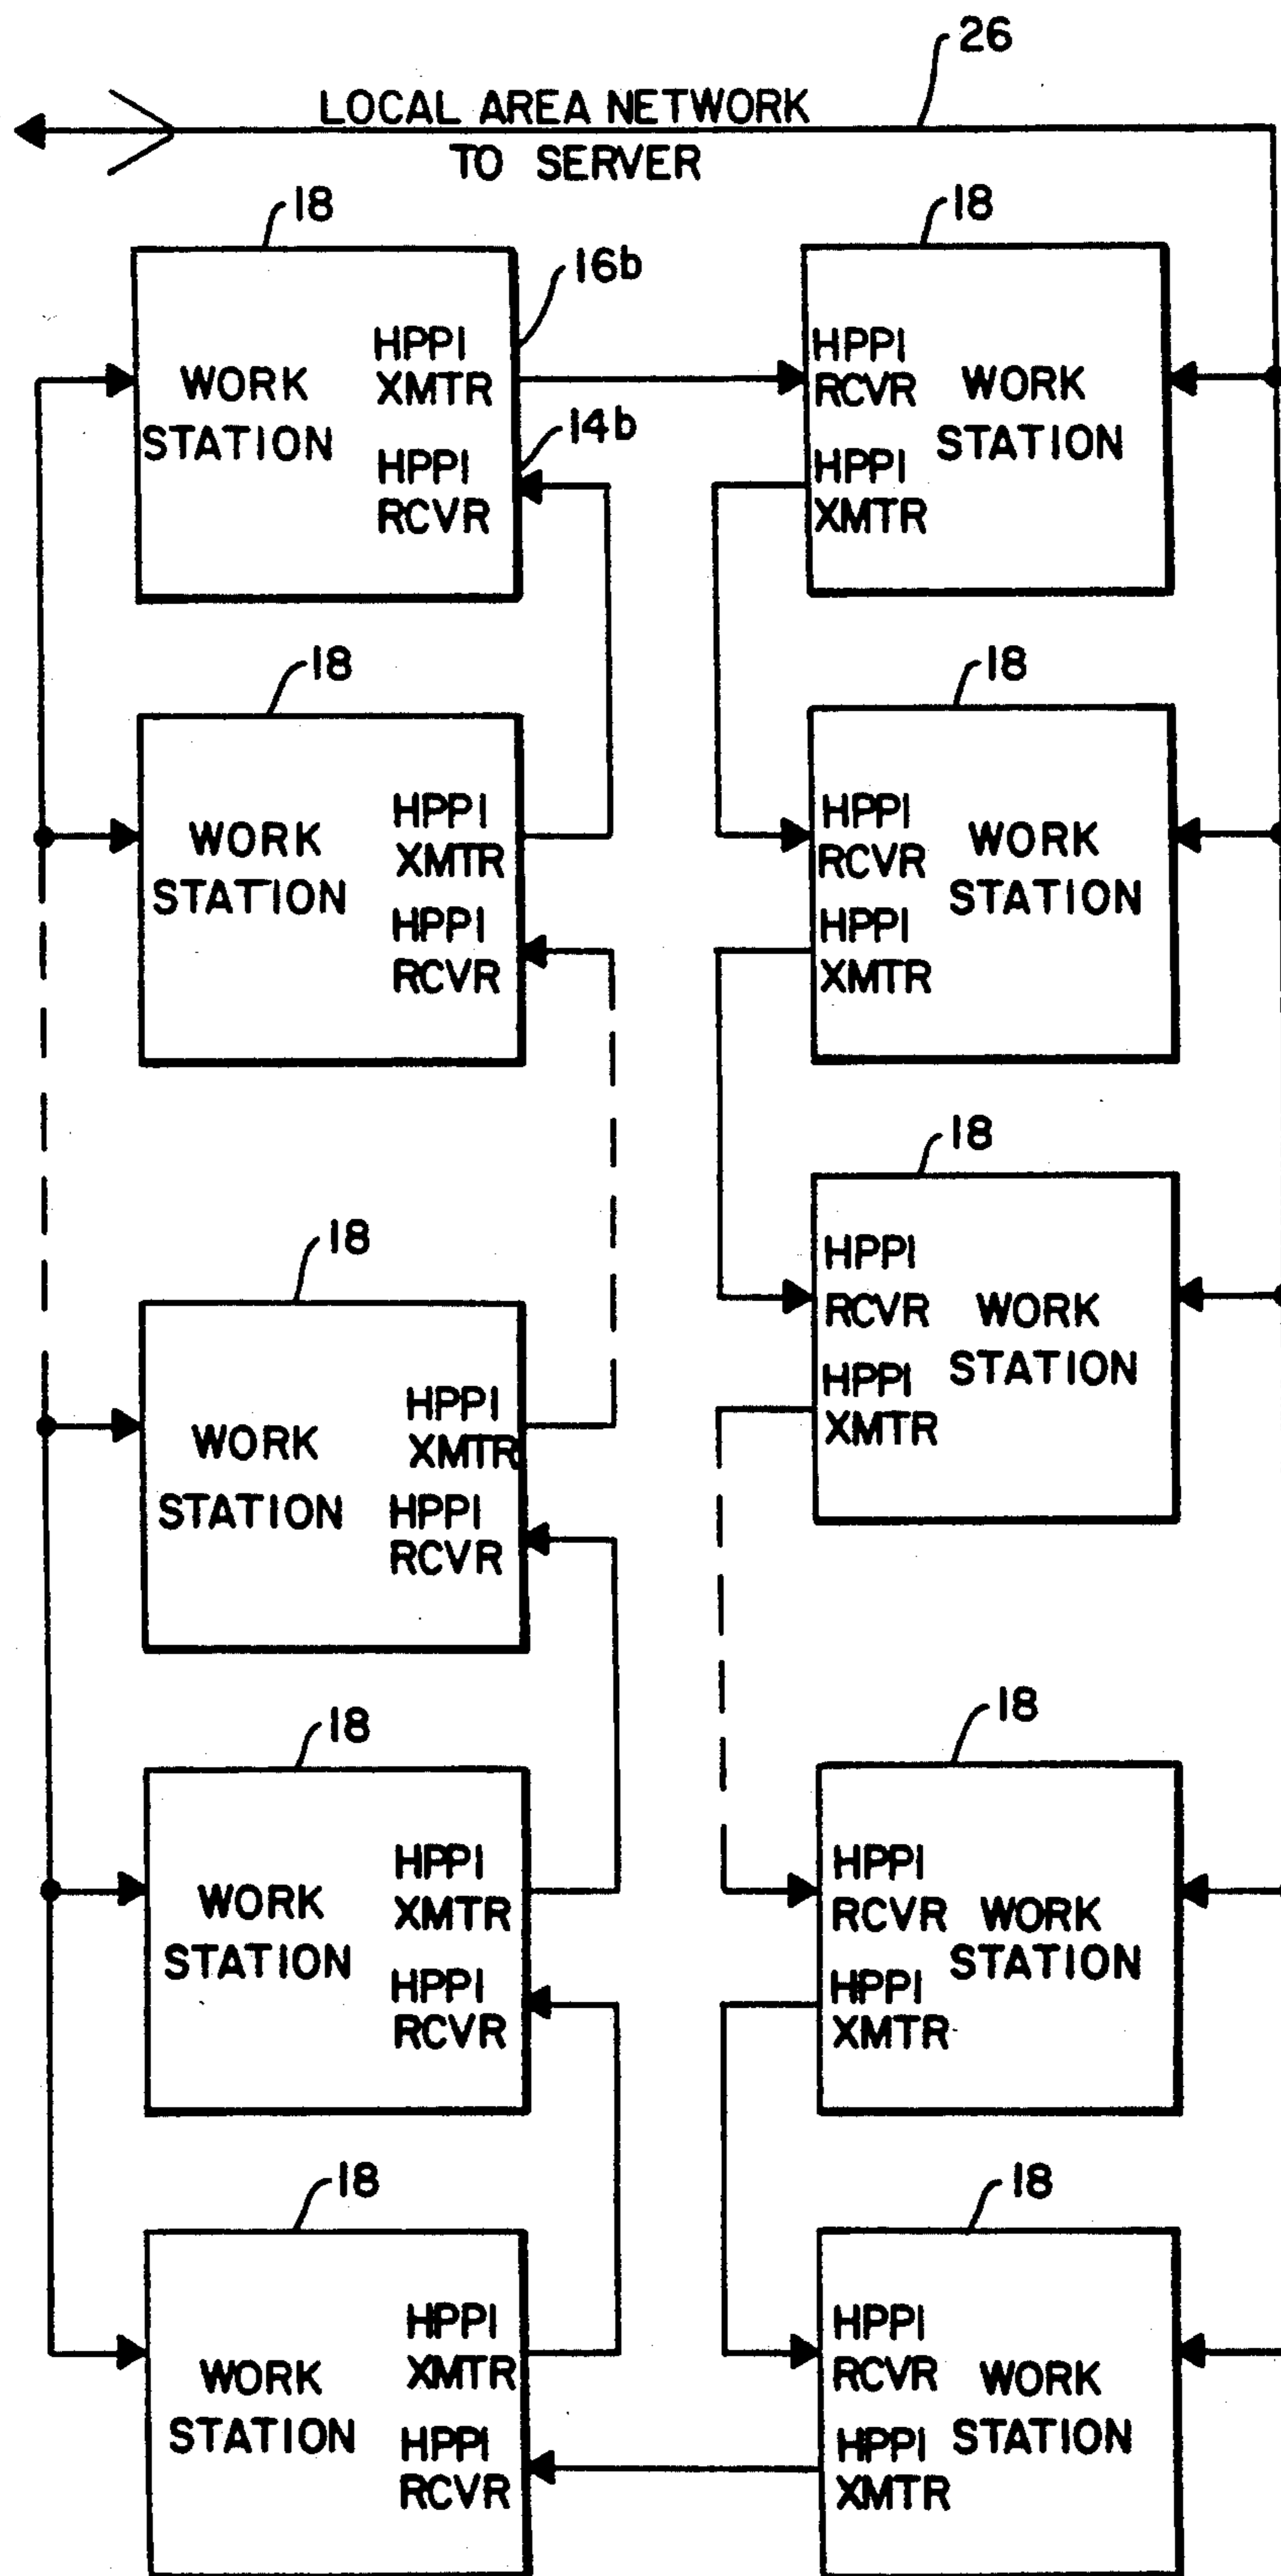 26
LOCAL AREA NETWORK
TO SERVER
18
16b
HPPI
XMTR
WORK
STATION
14b
HPPI
RCVR
18
HPPI
RCVR
WORK
STATION
HPPI
XMTR
18
HPPI
XMTR
WORK
STATION
HPPI
RCVR
18
HPPI
RCVR
WORK
STATION
HPPI
XMTR
18
HPPI
RCVR
WORK
STATION
HPPI
XMTR
18
HPPI
XMTR
WORK
STATION
HPPI
RCVR
18
HPPI
XMTR
WORK
STATION
HPPI
RCVR
18
HPPI
RCVR
WORK
STATION
HPPI
XMTR
18
HPPI
XMTR
WORK
STATION
HPPI
RCVR
18
HPPI
RCVR
WORK
STATION
HPPI
XMTR